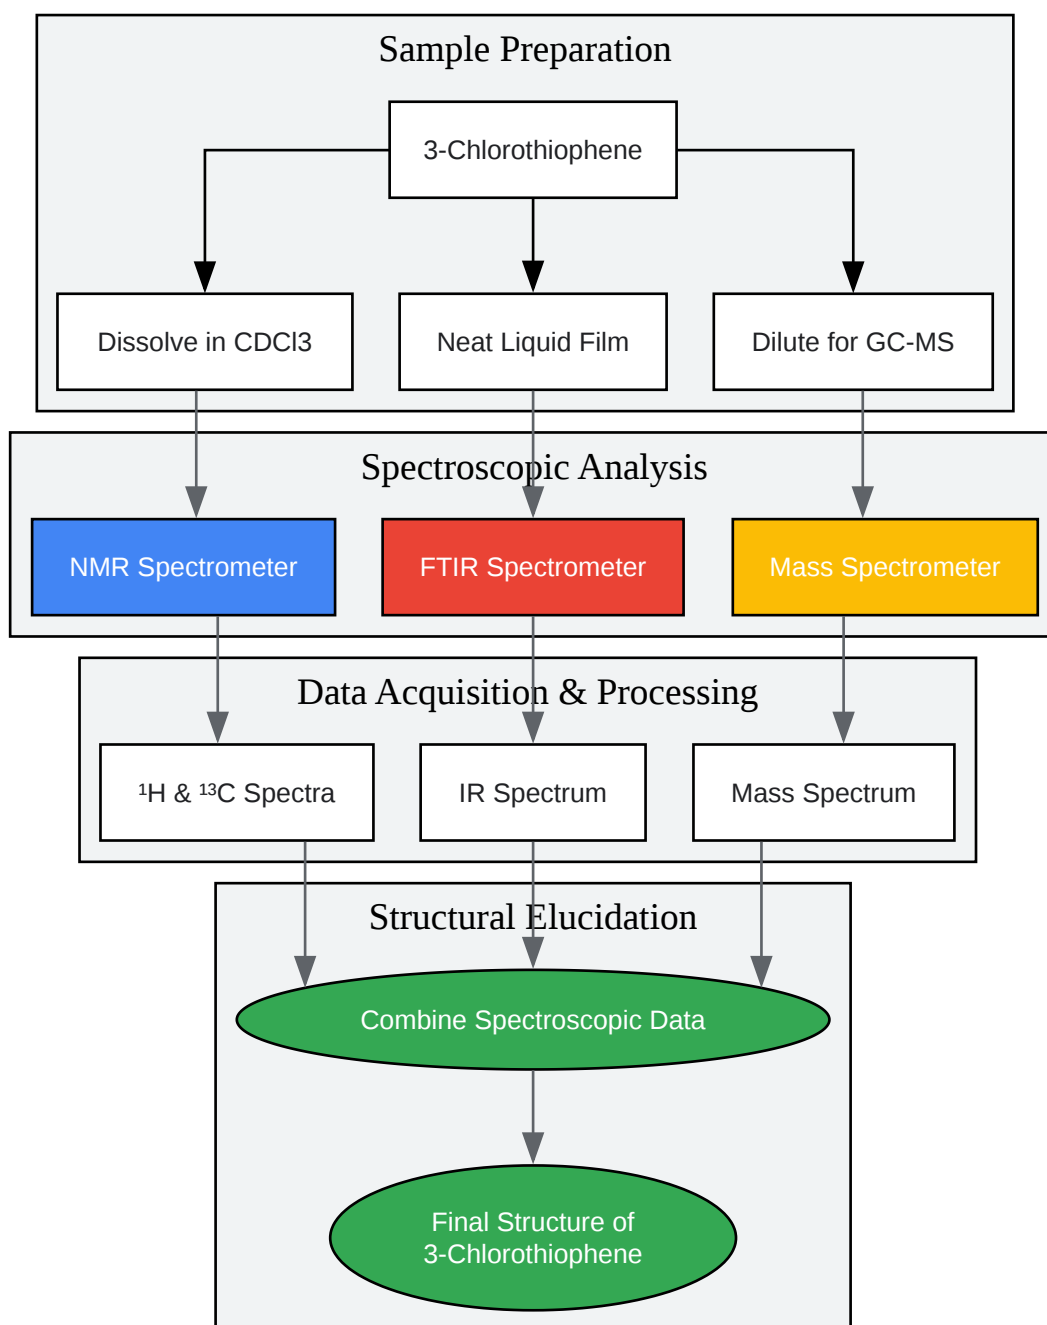 Sample Preparation
3-Chlorothiophene
Dissolve in CDCl3
Neat Liquid Film
Dilute for GC-MS
Spectroscopic Analysis
NMR Spectrometer
FTIR Spectrometer
Mass Spectrometer
Data Acquisition & Processing
¹H & ¹³C Spectra
IR Spectrum
Mass Spectrum
Structural Elucidation
Combine Spectroscopic Data
Final Structure of
3-Chlorothiophene